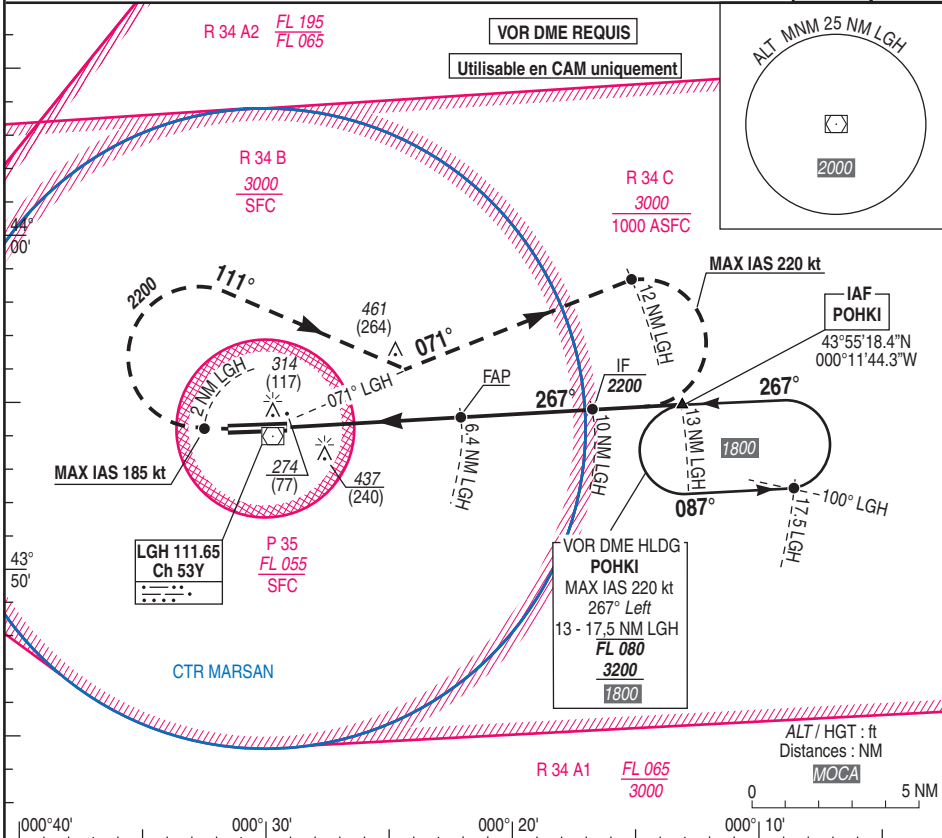 R 34 A2
FL 195
FL 065
VOR DME REQUIS
Utilisable en CAM uniquement
ALT MNM 25 NM LGH
2000
R 34 B
3000
SFC
R 34 C
3000
1000 ASFC
44°
00'
2200
111°
461
(264)
071°
12 NM LGH
MAX IAS 220 kt
IAF
POHKI
43°55'18.4"N
000°11'44.3"W
2 NM LGH
314
(117)
071° LGH
FAP
267°
IF
2200
267°
6.4 NM LGH
10 NM LGH
13 NM LGH
1800
MAX IAS 185 kt
274
(77)
437
(240)
087°
100° LGH
17.5 LGH
LGH 111.65
Ch 53Y
P 35
FL 055
SFC
43°
50'
VOR DME HLDG
POHKI
MAX IAS 220 kt
267° Left
13 - 17,5 NM LGH
FL 080
3200
1800
CTR MARSAN
R 34 A1
FL 065
3000
ALT / HGT : ft
Distances : NM
MOCA
0 5 NM
000°40'
000°30'
000°20'
000°10'